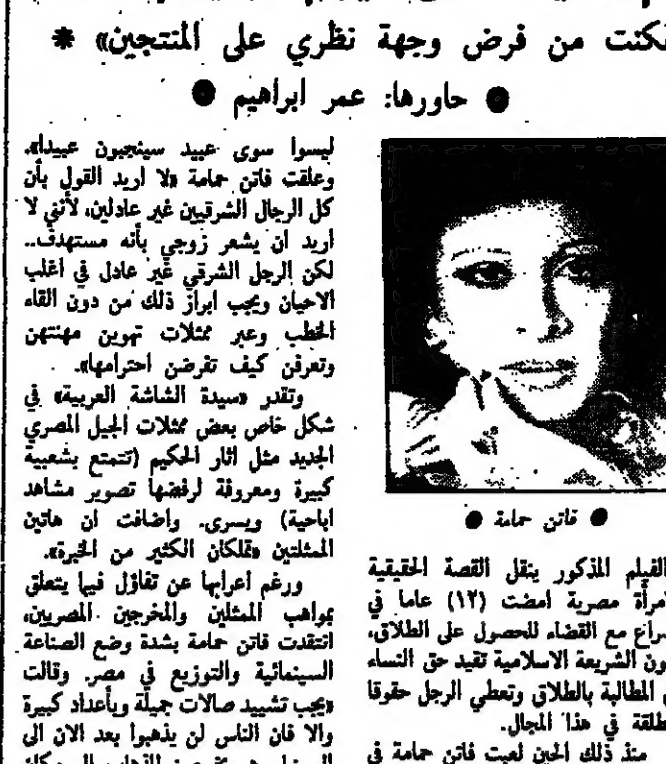 تمكنت من فرض وجهة نظري على المنتجين» *
● حاورها: عمر ابراهيم ●
● فاتن حمامة ●
الفيلم المذكور ينقل القصة الحقيقية
لامرأة مصرية امضت (١٢) عاما في
صراع مع القضاء للحصول على الطلاق،
كون الشريعة الاسلامية تقيد حق النساء
في المطالبة بالطلاق وتعطي الرجل حقوقا
مطلقة في هذا المجال.
منذ ذلك الحين لعبت فاتن حمامة في
ليسوا سوى عبيد سينجبون عبيدا».
وعلقت فاتن حمامة «لا اريد القول بأن
كل الرجال الشرقيين غير عادلين، لأنني لا
اريد ان يشعر زوجي بأنه مستهدف..
لكن الرجل الشرقي غير عادل في اغلب
الاحيان ويجب ابراز ذلك من دون القاء
الخطب وعبر ممثلات تهوين مهنتهن
وتعرفن كيف تفرضن احترامها».
وتقدر «سيدة الشاشة العربية» في
شكل خاص بعض ممثلات الجيل المصري
الجديد مثل اثار الحكيم (تتمتع بشعبية
كبيرة ومعروفة لرفضها تصوير مشاهد
اباحية) ويسرى. واضافت ان هاتين
الممثلتين «تملكان الكثير من الخبرة».
ورغم اعرابها عن تفاؤل فيما يتعلق
بمواهب الممثلين والمخرجين المصريين،
انتقدت فاتن حمامة بشدة وضع الصناعة
السينمائية والتوزيع في مصر. وقالت
«يجب تشييد صالات جميلة وبأعداد كبيرة
والا فان الناس لن يذهبوا بعد الان الى